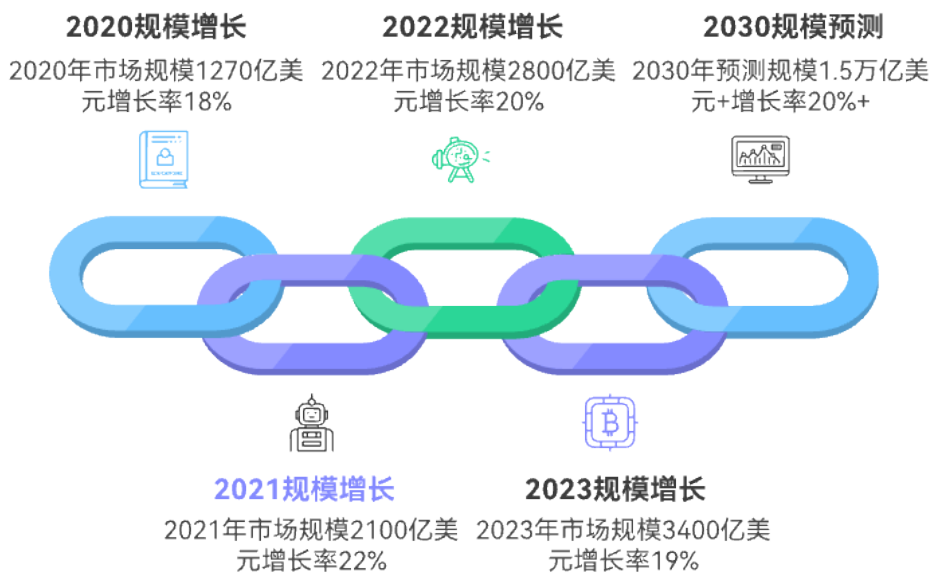 2020规模增长
2020年市场规模1270亿美
元增长率18%
2022规模增长
2022年市场规模2800亿美
元增长率20%
2030规模预测
2030年预测规模1.5万亿美
元+增长率20%+
2021规模增长
2021年市场规模2100亿美
元增长率22%
2023规模增长
2023年市场规模3400亿美
元增长率19%